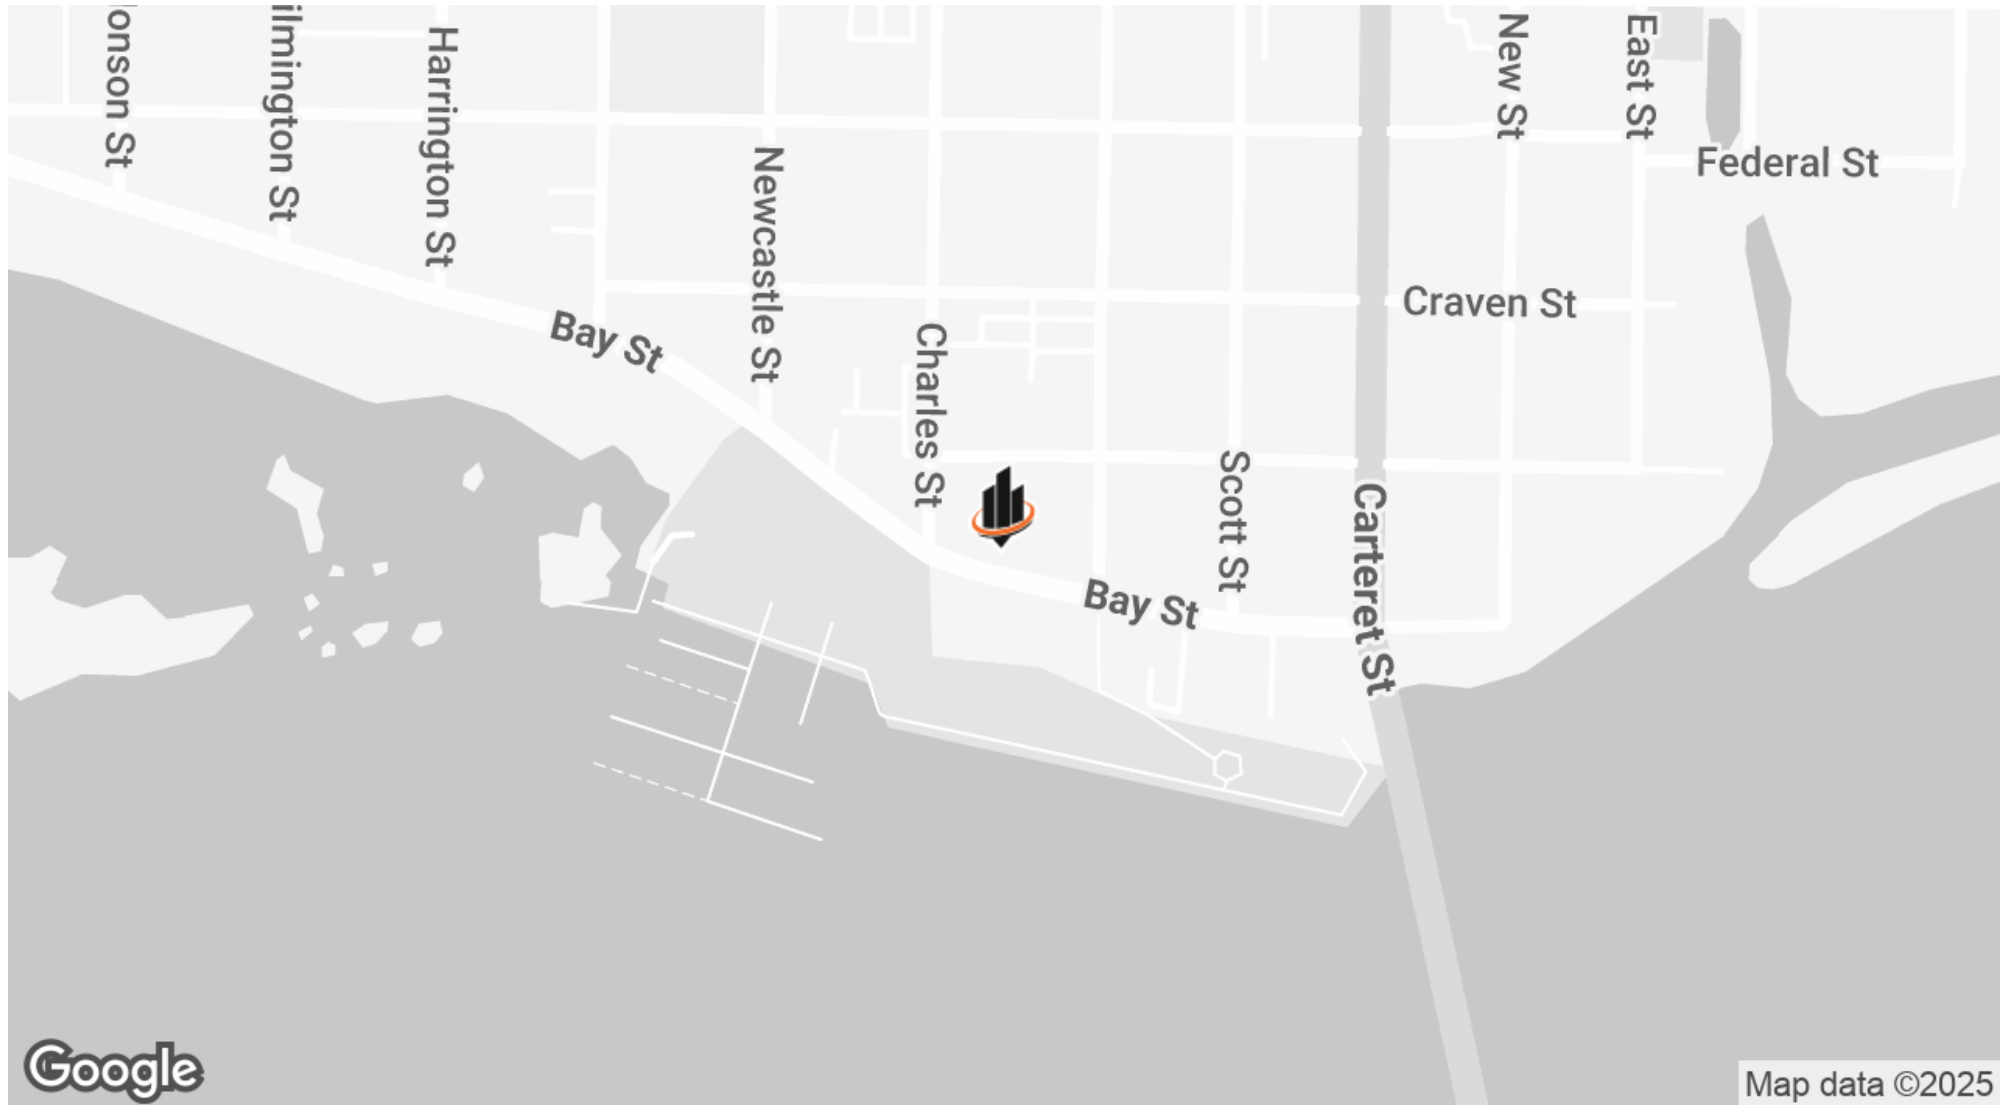 onson St
ilmington St
Harrington St
Newcastle St
Charles St
Scott St
Carteret St
New St
East St
Federal St
Craven St
Bay St
Bay St
Google
Map data ©2025